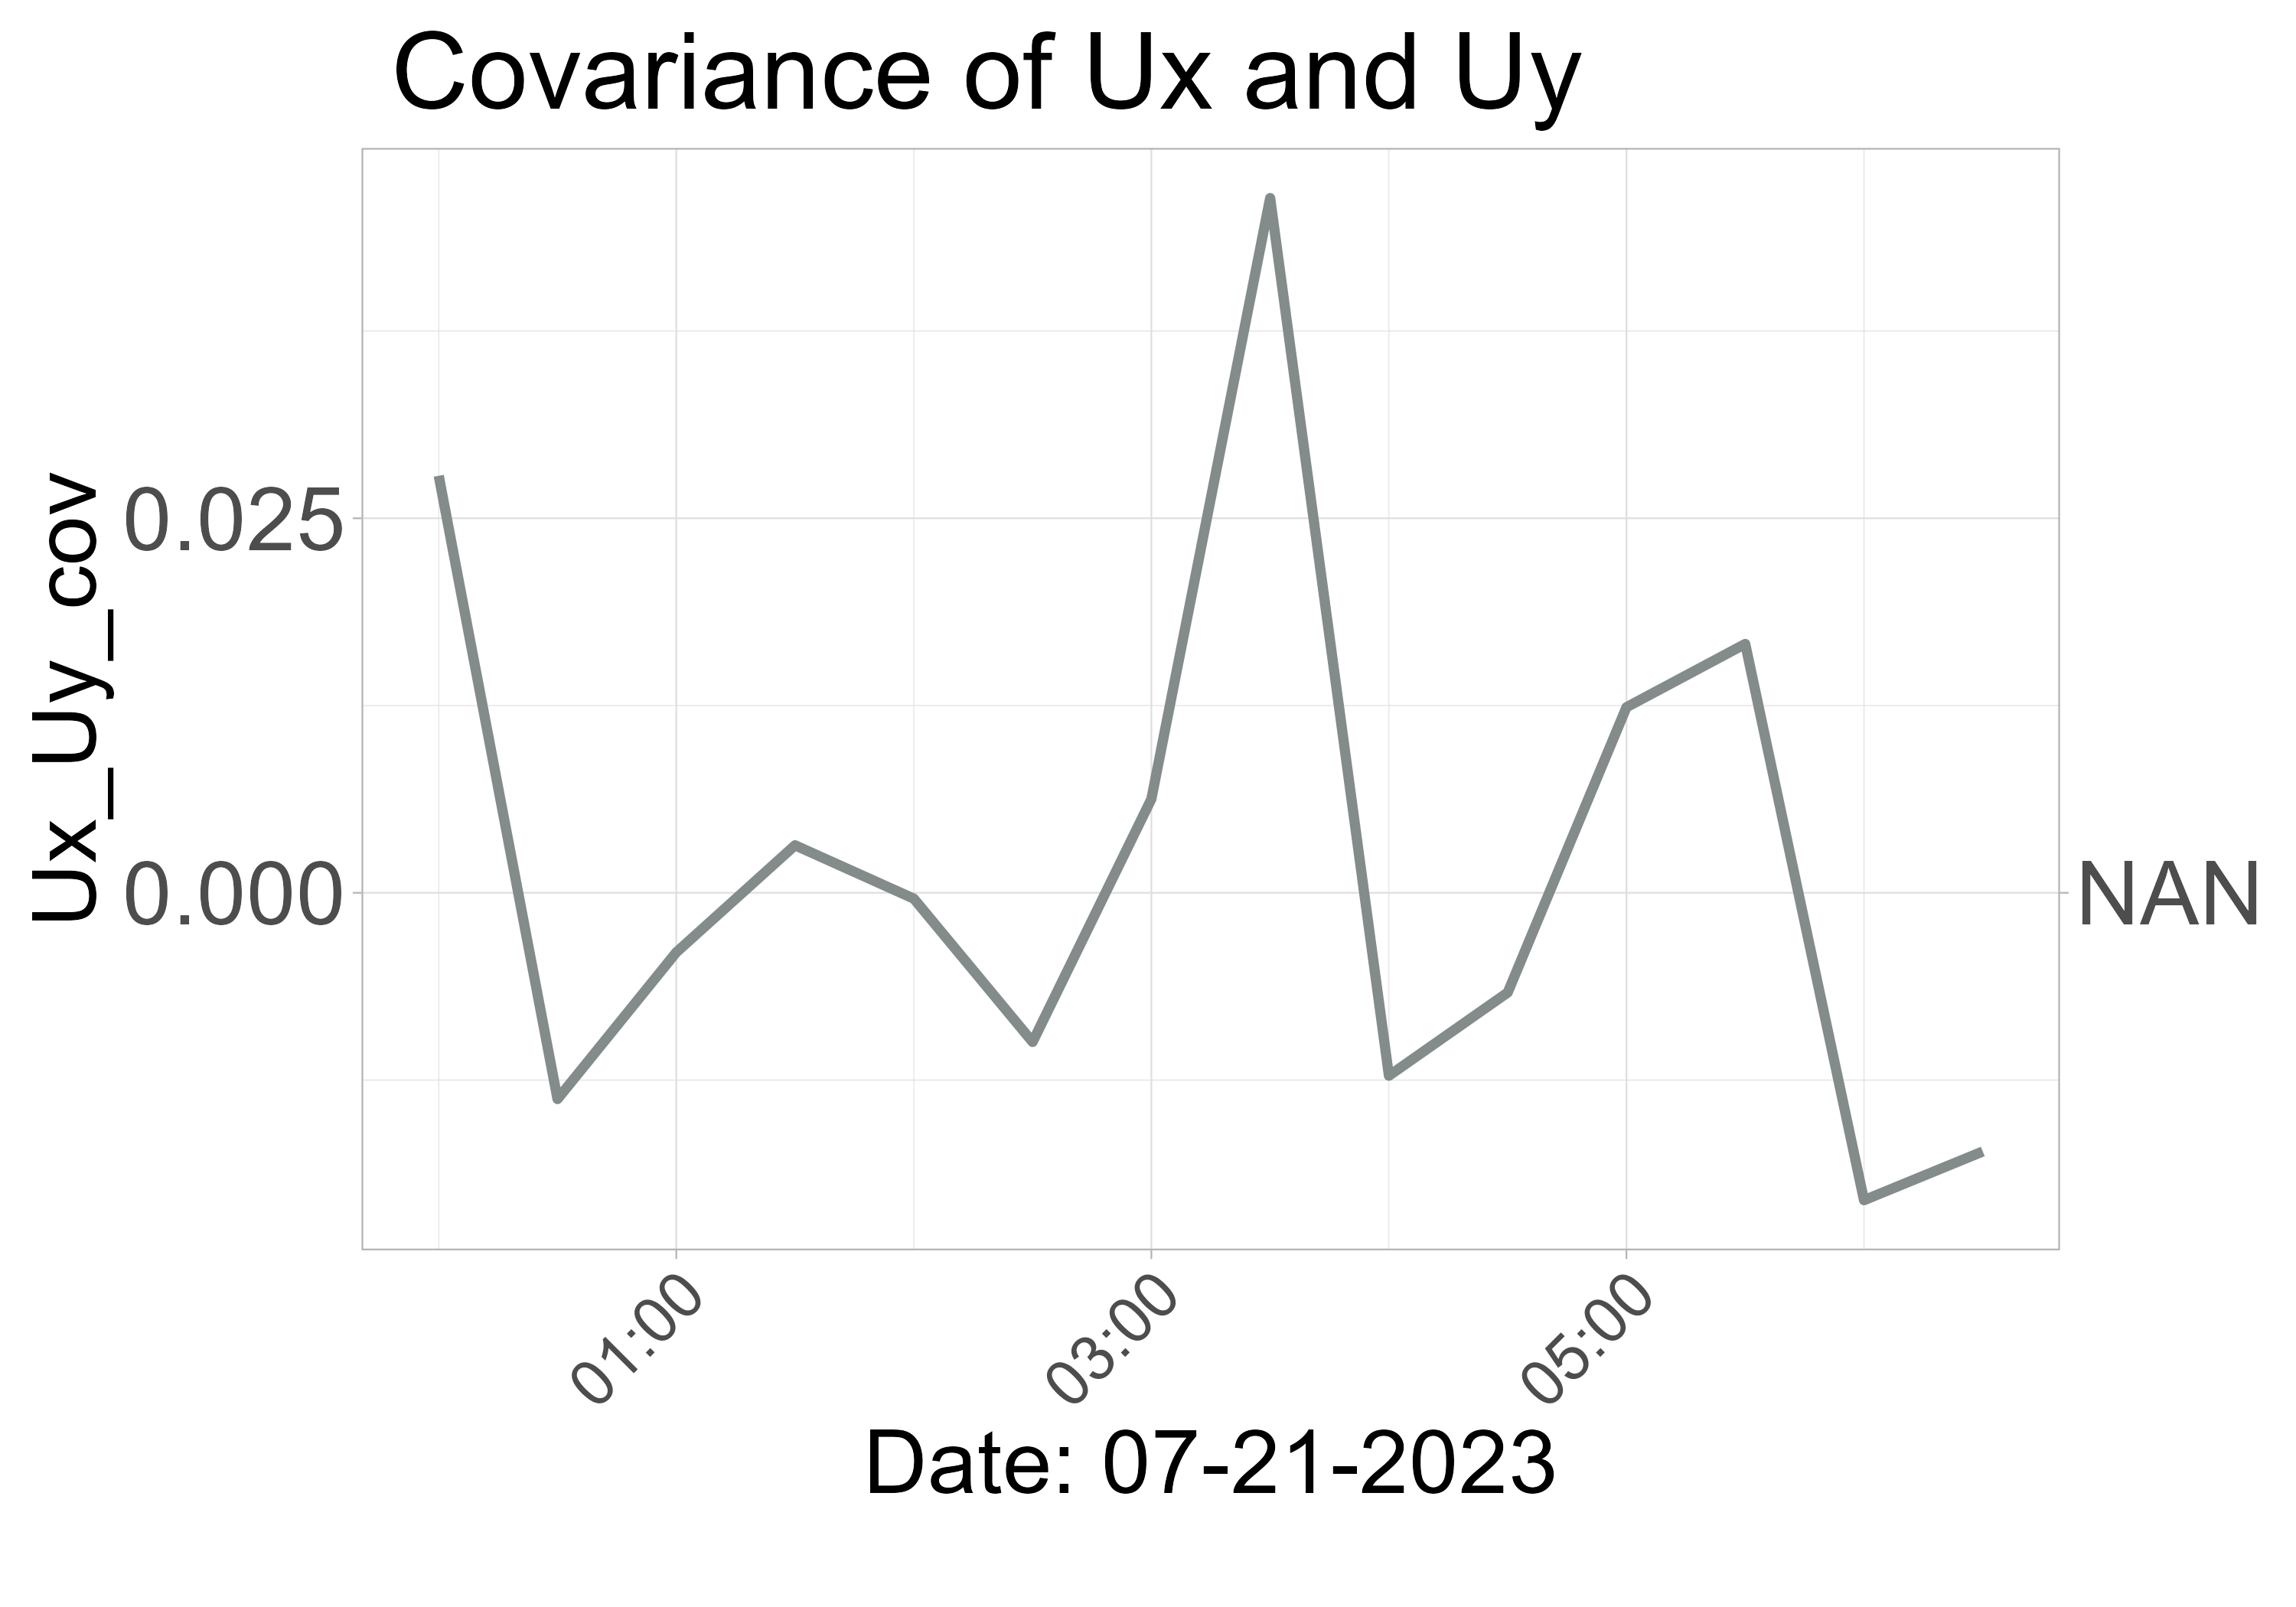 Covariance of Ux and Uy
Ux_Uy_cov
0.025
0.000
NAN
01:00
03:00
05:00
Date: 07-21-2023